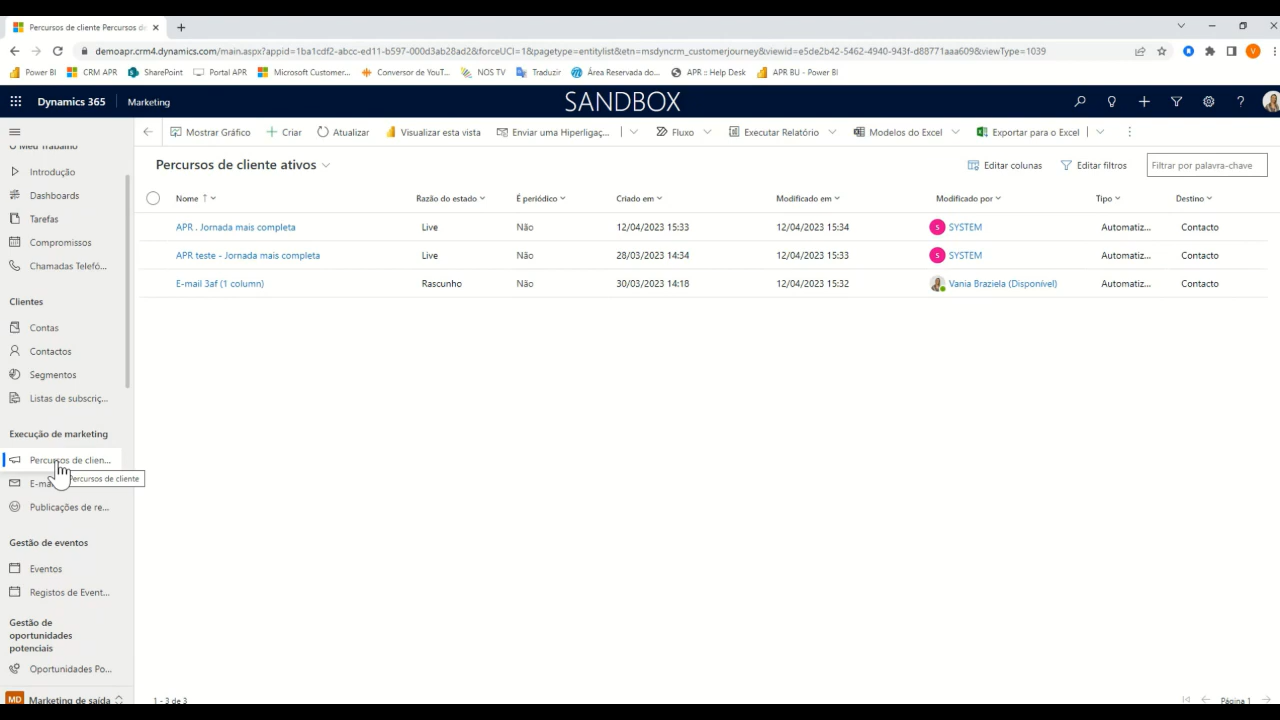 Percursos de cliente Percursos de
demoapr.crm4.dynamics.com/main.aspx?appid=1ba1cdf2-abcc-ed11-b597-000d3ab28ad2&forceUCI=1&pagetype=entitylist&etn=msdyncrm_customerjourney&viewid=e5de2b42-5462-4940-943f-d88771aaa609&viewType=1039
V
Power BI CRM APR SharePoint Portal APR Microsoft Customer... Conversor de YouT... NOS TV Traduzir Área Reservada do... APR :: Help Desk APR BU - Power BI
Dynamics 365 Marketing SANDBOX
Mostrar Gráfico Criar Atualizar Visualizar esta vista Enviar uma Hiperligaç... Fluxo Executar Relatório Modelos do Excel Exportar para o Excel
O Meu Trabalho
Introdução
Dashboards
Tarefas
Compromissos
Chamadas Telefó...
Clientes
Contas
Contactos
Segmentos
Listas de subscriç...
Execução de marketing
Percursos de clien...
Percursos de cliente
E-ma
Publicações de re...
Gestão de eventos
Eventos
Registos de Event...
Gestão de
oportunidades
potenciais
Oportunidades Po...
MD Marketing de saída
Percursos de cliente ativos
Editar colunas Editar filtros Filtrar por palavra-chave
Nome Razão do estado É periódico Criado em Modificado em Modificado por Tipo Destino
APR . Jornada mais completa Live Não 12/04/2023 15:33 12/04/2023 15:34 S SYSTEM Automatiz... Contacto
APR teste - Jornada mais completa Live Não 28/03/2023 14:34 12/04/2023 15:33 S SYSTEM Automatiz... Contacto
E-mail 3af (1 column) Rascunho Não 30/03/2023 14:18 12/04/2023 15:32 Vania Braziela (Disponível) Automatiz... Contacto
1 - 3 de 3
Página 1